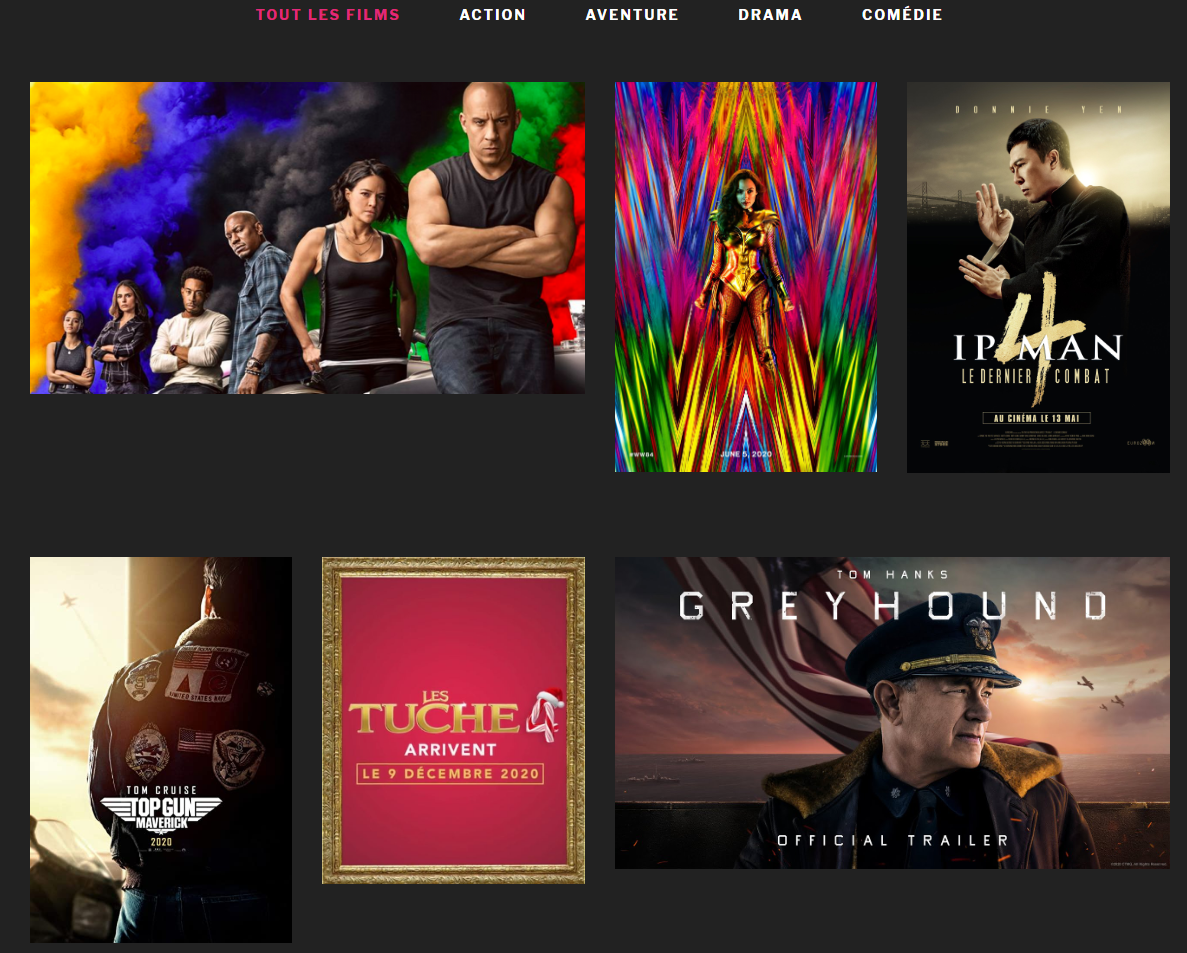 TOUT LES FILMS
ACTION
AVENTURE
DRAMA
COMÉDIE
#WW84
JUNE 5, 2020
DONNIE YEN
IP MAN 4
LE DERNIER COMBAT
AU CINÉMA LE 13 MAI
TOM CRUISE
TOP GUN
MAVERICK
2020
LES
TUCHE 4
ARRIVENT
LE 9 DÉCEMBRE 2020
TOM HANKS
GREYHOUND
OFFICIAL TRAILER